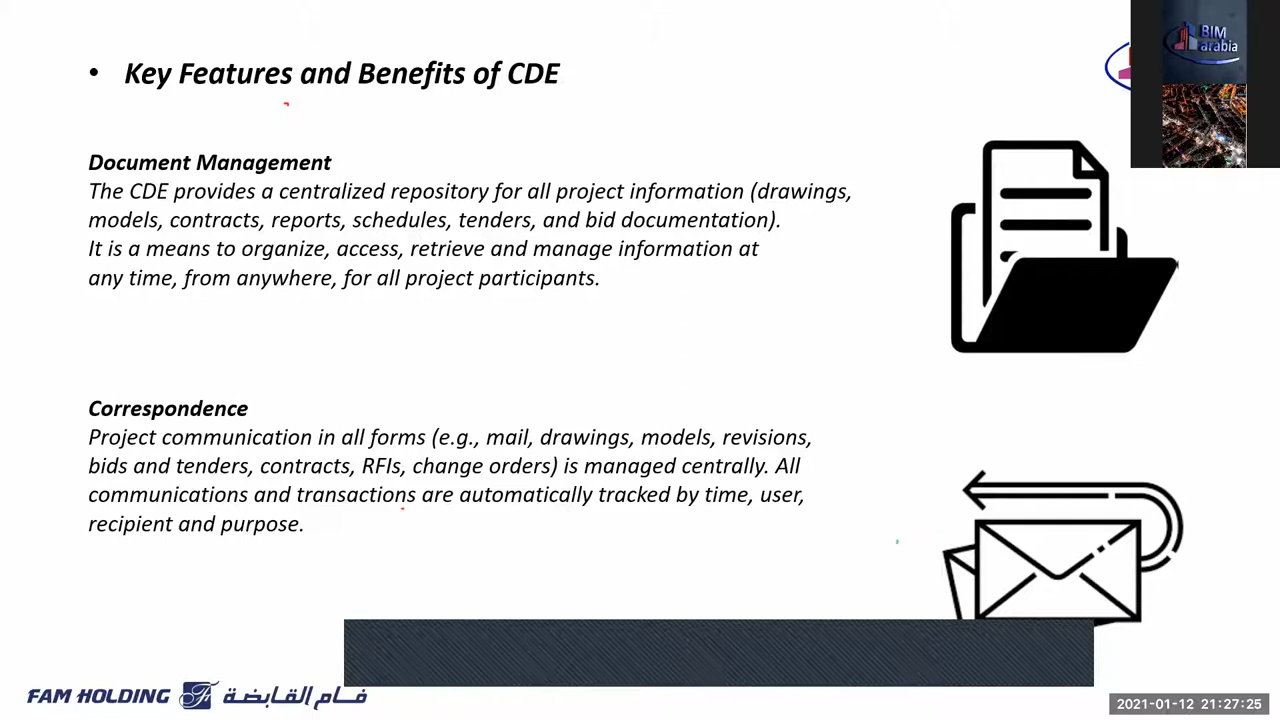 • Key Features and Benefits of CDE
BIM
arabia
Document Management
The CDE provides a centralized repository for all project information (drawings,
models, contracts, reports, schedules, tenders, and bid documentation).
It is a means to organize, access, retrieve and manage information at
any time, from anywhere, for all project participants.
Correspondence
Project communication in all forms (e.g., mail, drawings, models, revisions,
bids and tenders, contracts, RFIs, change orders) is managed centrally. All
communications and transactions are automatically tracked by time, user,
recipient and purpose.
FAM HOLDING فام القابضة
2021-01-12 21:27:25